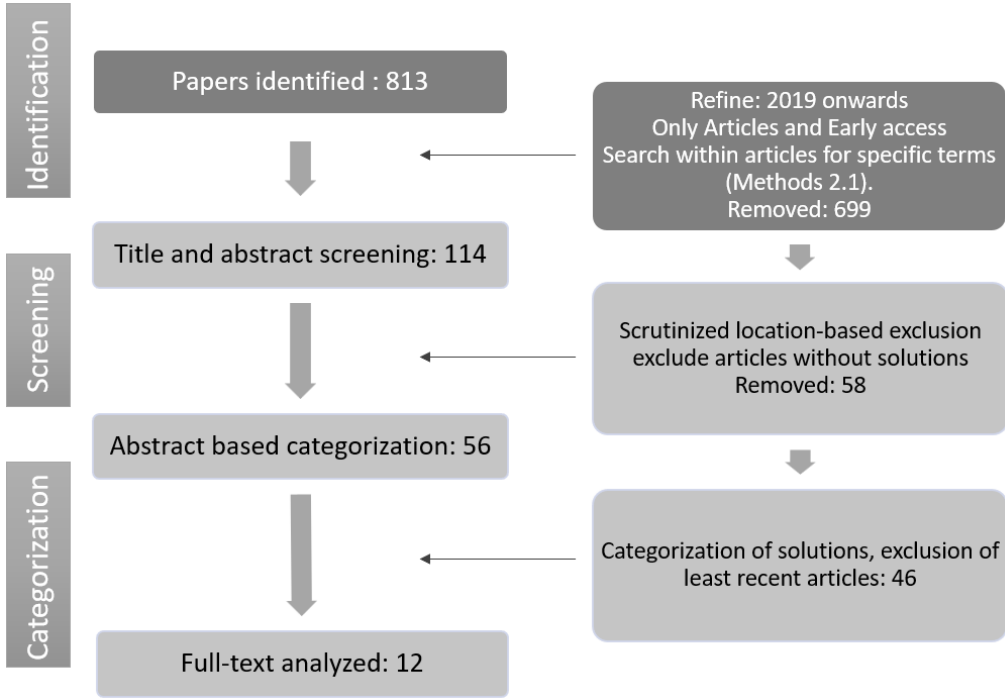 Identification
Papers identified : 813
Refine: 2019 onwards
Only Articles and Early access
Search within articles for specific terms
(Methods 2.1).
Removed: 699
Title and abstract screening: 114
Screening
Scrutinized location-based exclusion
exclude articles without solutions
Removed: 58
Abstract based categorization: 56
Categorization
Categorization of solutions, exclusion of
least recent articles: 46
Full-text analyzed: 12